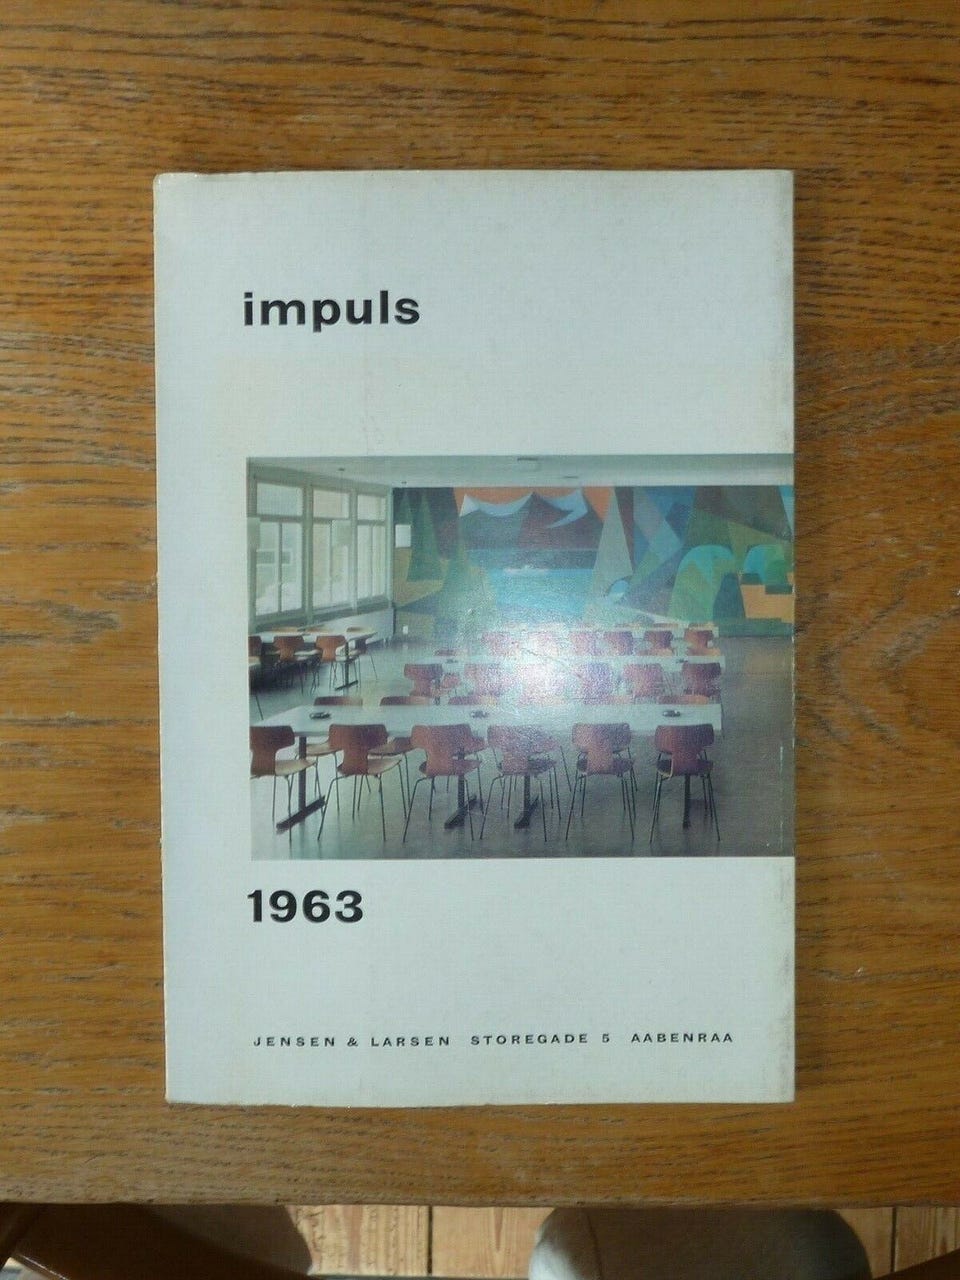 impuls
1963
JENSEN & LARSEN STOREGADE 5 AABENRAA